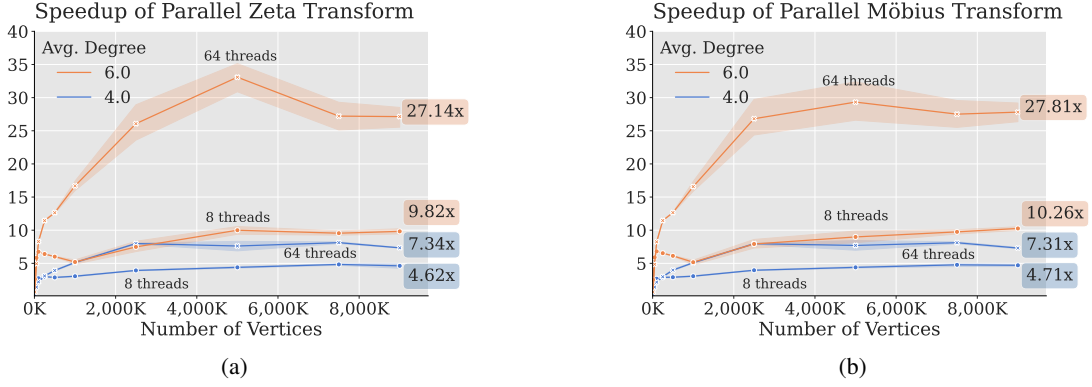 Speedup of Parallel Zeta Transform
40
35
30
25
20
15
10
5
Avg. Degree
6.0
4.0
64 threads
27.14x
8 threads
9.82x
7.34x
64 threads
4.62x
8 threads
0K 2,000K 4,000K 6,000K 8,000K
Number of Vertices
(a)
Speedup of Parallel Möbius Transform
40
35
30
25
20
15
10
5
Avg. Degree
6.0
4.0
64 threads
27.81x
8 threads
10.26x
7.31x
64 threads
4.71x
8 threads
0K 2,000K 4,000K 6,000K 8,000K
Number of Vertices
(b)